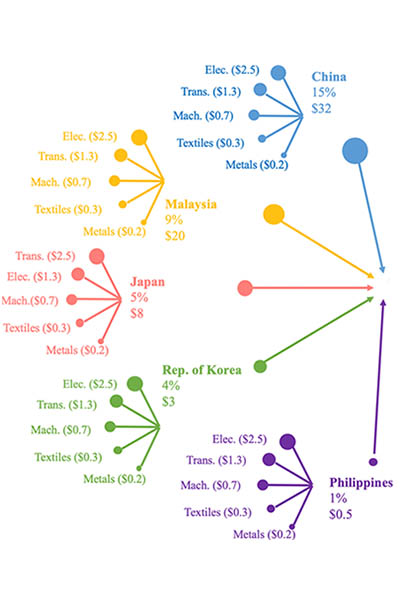 Elec. ($2.5)
Trans. ($1.3)
Mach. ($0.7)
Textiles ($0.3)
Metals ($0.2)
China
15%
$32
Elec. ($2.5)
Trans. ($1.3)
Mach. ($0.7)
Textiles ($0.3)
Metals ($0.2)
Malaysia
9%
$20
Trans. ($2.5)
Elec. ($1.3)
Mach.($0.7)
Textiles ($0.3)
Metals ($0.2)
Japan
5%
$8
Elec. ($2.5)
Trans. ($1.3)
Mach. ($0.7)
Textiles ($0.3)
Metals ($0.2)
Rep. of Korea
4%
$3
Elec. ($2.5)
Trans. ($1.3)
Mach. ($0.7)
Textiles ($0.3)
Metals ($0.2)
Philippines
1%
$0.5